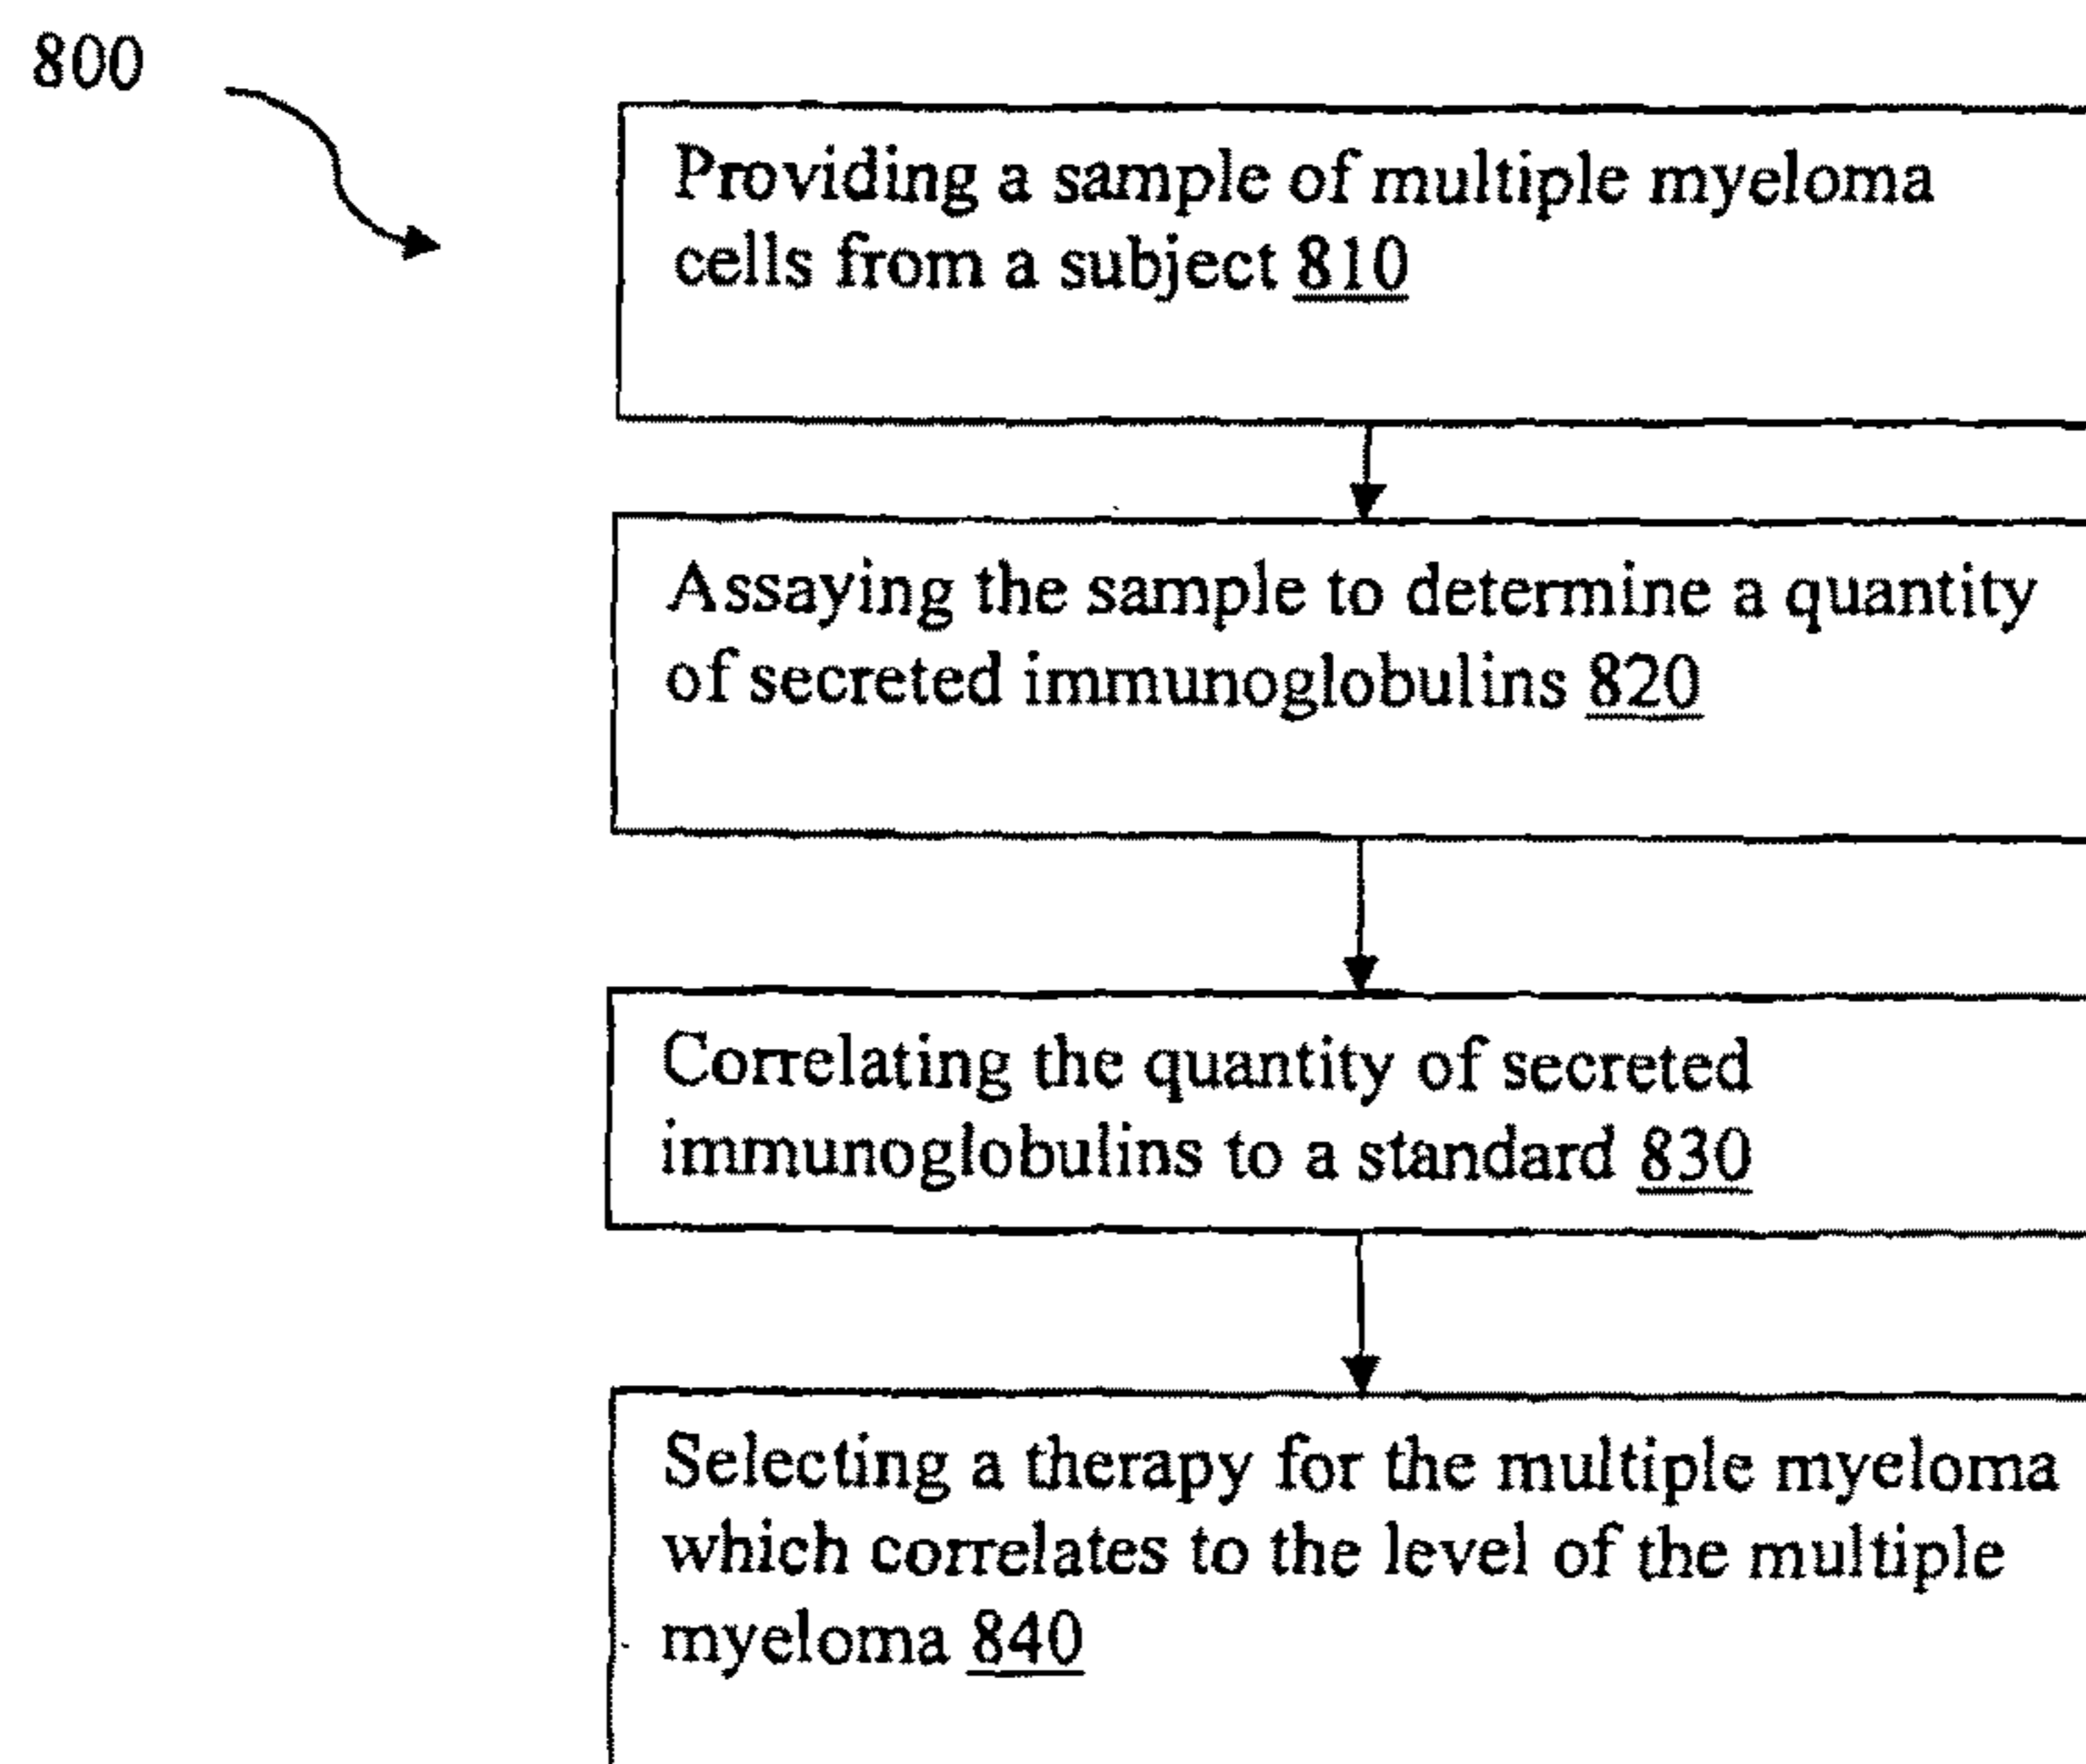 800
Providing a sample of multiple myeloma
cells from a subject 810
Assaying the sample to determine a quantity
of secreted immunoglobulins 820
Correlating the quantity of secreted
immunoglobulins to a standard 830
Selecting a therapy for the multiple myeloma
which correlates to the level of the multiple
myeloma 840